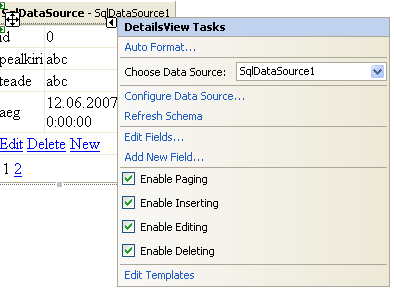 SqlDataSource - SqlDataSource1
id 0
pealkiri abc
teade abc
aeg 12.06.2007 0:00:00
Edit Delete New
1 2
DetailsView Tasks
Auto Format...
Choose Data Source: SqlDataSource1
Configure Data Source...
Refresh Schema
Edit Fields...
Add New Field...
Enable Paging
Enable Inserting
Enable Editing
Enable Deleting
Edit Templates